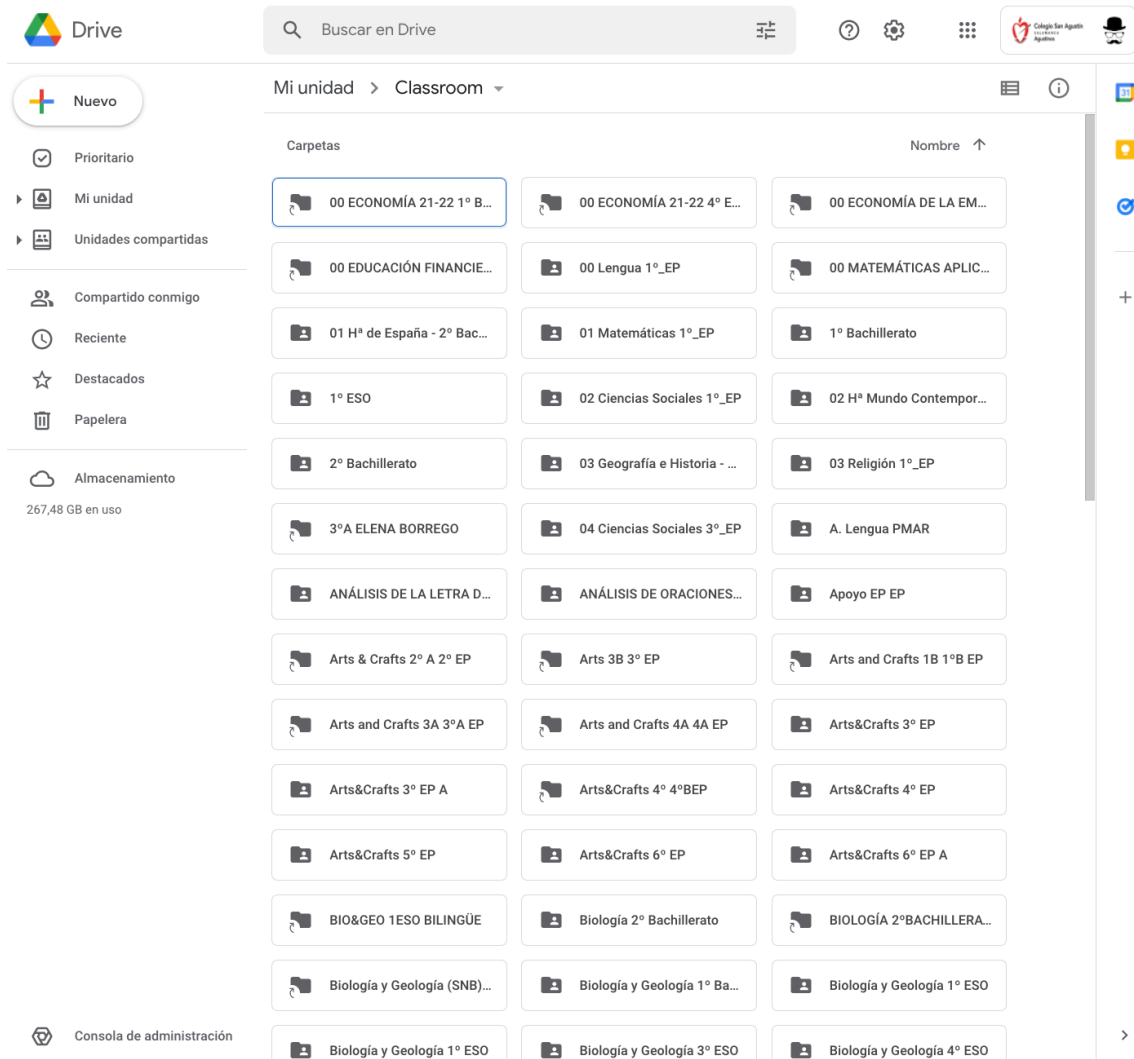 Drive
Buscar en Drive
Colegio San Agustín
SALAMANCA
Agustinos
Nuevo
Prioritario
Mi unidad
Unidades compartidas
Compartido conmigo
Reciente
Destacados
Papelera
Almacenamiento
267,48 GB en uso
Consola de administración
Mi unidad > Classroom
31
Carpetas
Nombre
00 ECONOMÍA 21-22 1º B...
00 ECONOMÍA 21-22 4º E...
00 ECONOMÍA DE LA EM...
00 EDUCACIÓN FINANCIE...
00 Lengua 1º_EP
00 MATEMÁTICAS APLIC...
01 Hª de España - 2º Bac...
01 Matemáticas 1º_EP
1º Bachillerato
1º ESO
02 Ciencias Sociales 1º_EP
02 Hª Mundo Contempor...
2º Bachillerato
03 Geografía e Historia - ...
03 Religión 1º_EP
3ºA ELENA BORREGO
04 Ciencias Sociales 3º_EP
A. Lengua PMAR
ANÁLISIS DE LA LETRA D...
ANÁLISIS DE ORACIONES...
Apoyo EP EP
Arts & Crafts 2º A 2º EP
Arts 3B 3º EP
Arts and Crafts 1B 1ºB EP
Arts and Crafts 3A 3ºA EP
Arts and Crafts 4A 4A EP
Arts&Crafts 3º EP
Arts&Crafts 3º EP A
Arts&Crafts 4º 4ºBEP
Arts&Crafts 4º EP
Arts&Crafts 5º EP
Arts&Crafts 6º EP
Arts&Crafts 6º EP A
BIO&GEO 1ESO BILINGÜE
Biología 2º Bachillerato
BIOLOGÍA 2ºBACHILLERA...
Biología y Geología (SNB)...
Biología y Geología 1º Ba...
Biología y Geología 1º ESO
Biología y Geología 1º ESO
Biología y Geología 3º ESO
Biología y Geología 4º ESO